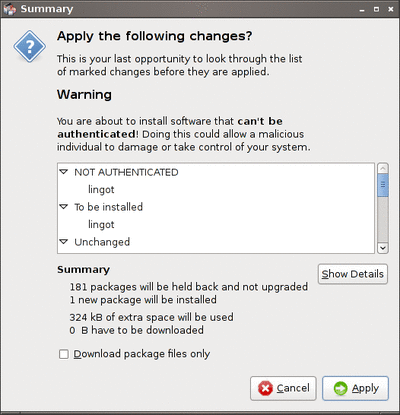 Summary
Apply the following changes?
This is your last opportunity to look through the list
of marked changes before they are applied.
Warning
You are about to install software that can't be
authenticated! Doing this could allow a malicious
individual to damage or take control of your system.
NOT AUTHENTICATED
lingot
To be installed
lingot
Unchanged
Summary
181 packages will be held back and not upgraded
1 new package will be installed
324 kB of extra space will be used
0 B have to be downloaded
Show Details
Download package files only
Cancel
Apply